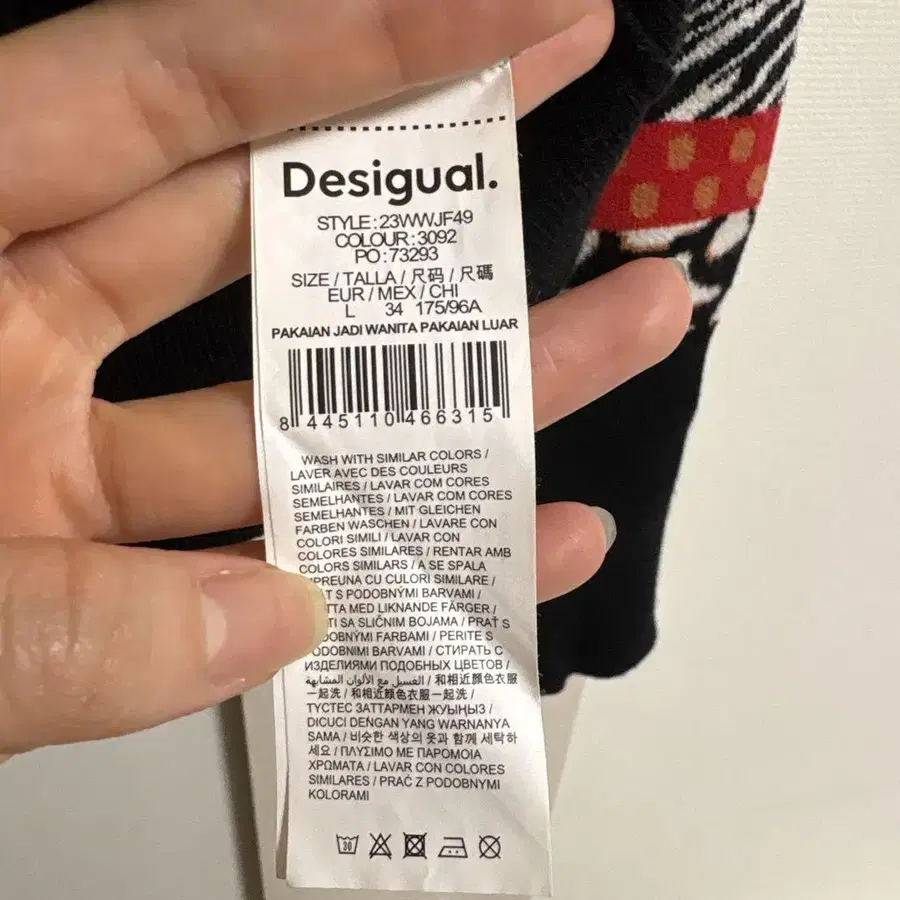 Desigual.
STYLE:23WWJF49
COLOUR:3092
PO:73293
SIZE / TALLA / 尺码 / 尺碼
EUR / MEX / CHI
L 34 175/96A
PAKAIAN JADI WANITA PAKAIAN LUAR
8 445110 466315
WASH WITH SIMILAR COLORS /
LAVER AVEC DES COULEURS
SIMILAIRES / LAVAR COM CORES
SEMELHANTES / LAVAR COM CORES
SEMELHANTES / MIT GLEICHEN
FARBEN WASCHEN / LAVARE CON
COLORI SIMILI / LAVAR CON
COLORES SIMILARES / RENTAR AMB
COLORS SIMILARS / A SE SPALA
CU CULORI SIMILARE /
S PODOBNÝMI BARVAMI /
MED LIKNANDE FÄRGER /
SA SLIČNIM BOJAMA / PRAŤ S
FARBAMI / PERITE S
BARVAMI / СТИРАТЬ С
ИЗДЕЛИЯМИ ПОДОБНЫХ ЦВЕТОВ /
الغسيل مع الألوان المشابهة / 和相近颜色衣服
一起洗 / 和相近顏色衣服一起洗 /
ТҮСТЕС ЗАТТАРМЕН ЖУЫҢЫЗ /
DICUCI DENGAN YANG WARNANYA
SAMA / 비슷한 색상의 옷과 함께 세탁하
세요 / ΠΛΥΣΙΜΟ ΜΕ ΠΑΡΟΜΟΙΑ
ΧΡΩΜΑΤΑ / LAVAR CON COLORES
SIMILARES / PRAĆ Z PODOBNYMI
KOLORAMI
30